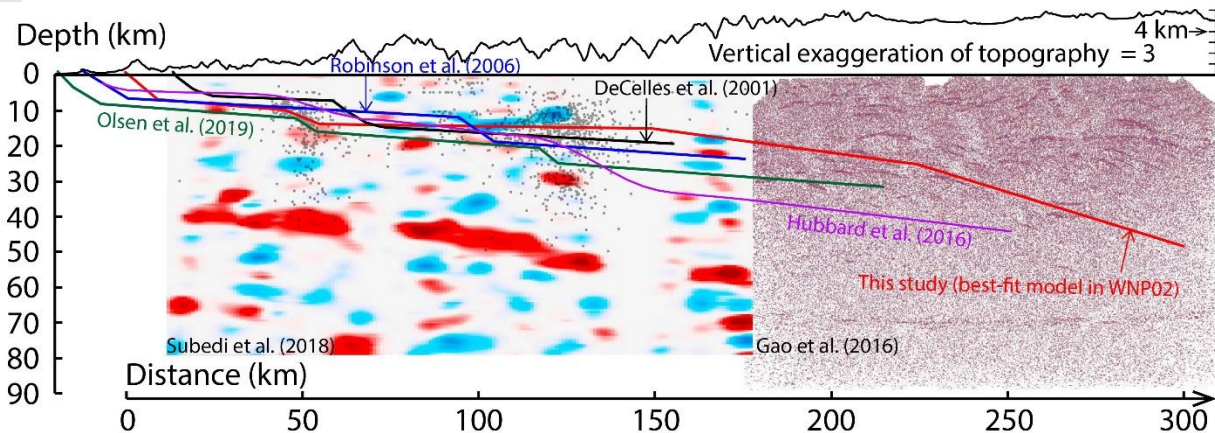 Depth (km)
4 km
Vertical exaggeration of topography = 3
Robinson et al. (2006)
DeCelles et al. (2001)
Olsen et al. (2019)
Hubbard et al. (2016)
This study (best-fit model in WNP02)
Subedi et al. (2018)
Gao et al. (2016)
0
10
20
30
40
50
60
70
80
90
Distance (km)
0 50 100 150 200 250 300